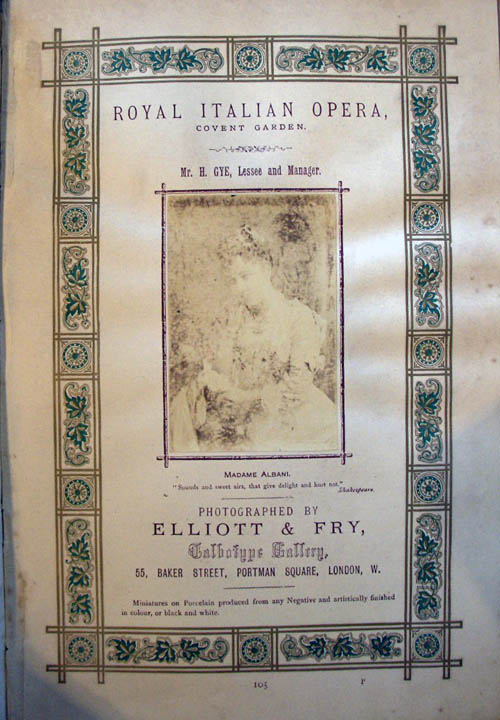 ROYAL ITALIAN OPERA,
COVENT GARDEN.
Mr. H. GYE, Lessee and Manager.
MADAME ALBANI.
"Sounds and sweet airs, that give delight and hurt not."
Shakespeare.
PHOTOGRAPHED BY
ELLIOTT & FRY,
Talbotype Gallery,
55, BAKER STREET, PORTMAN SQUARE, LONDON, W.
Miniatures on Porcelain produced from any Negative and artistically finished
in colour, or black and white.
105
P